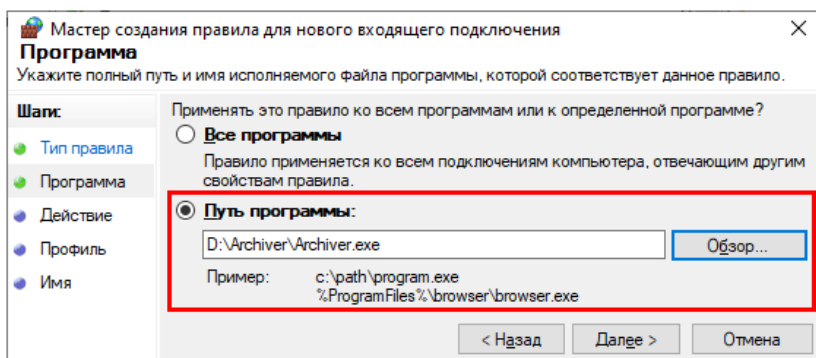 Мастер создания правила для нового входящего подключения
Программа
Укажите полный путь и имя исполняемого файла программы, которой соответствует данное правило.
Шаги:
Тип правила
Программа
Действие
Профиль
Имя
Применять это правило ко всем программам или к определенной программе?
Все программы
Правило применяется ко всем подключениям компьютера, отвечающим другим
свойствам правила.
Путь программы:
D:\Archiver\Archiver.exe
Обзор...
Пример: c:\path\program.exe
%ProgramFiles%\browser\browser.exe
< Назад Далее > Отмена